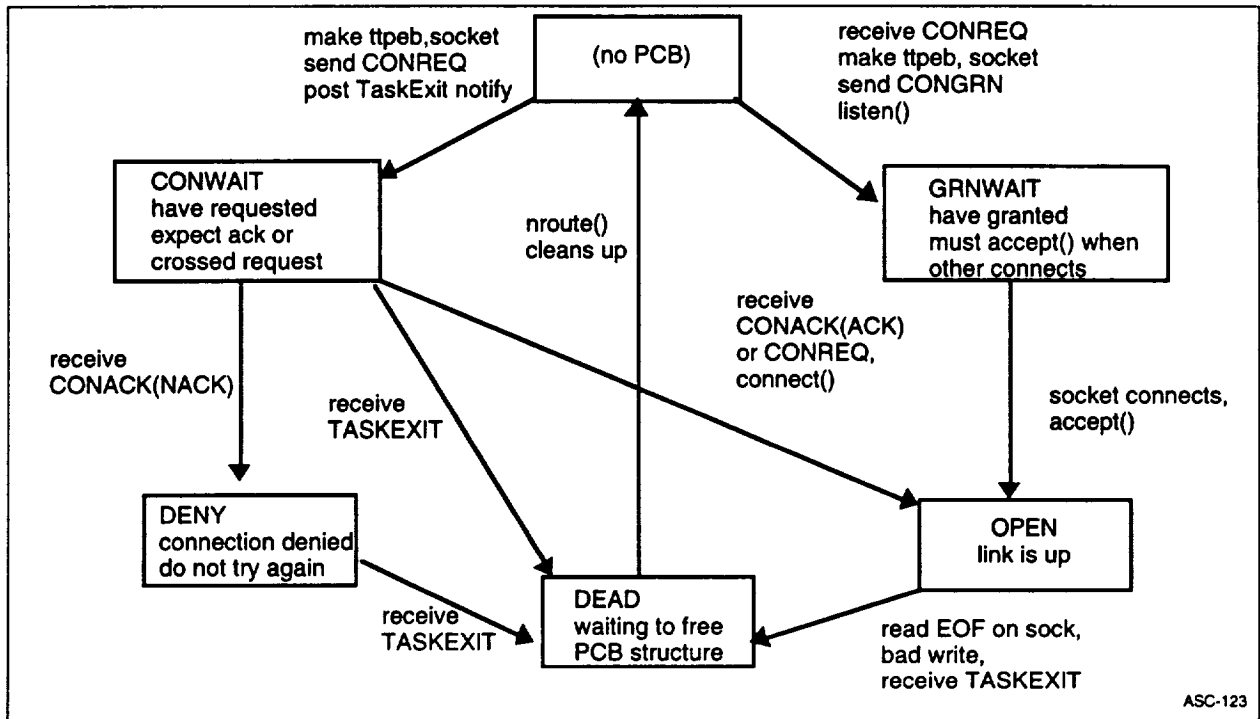 make ttpeb,socket
send CONREQ
post TaskExit notify
(no PCB)
receive CONREQ
make ttpeb, socket
send CONGRN
listen()
CONWAIT
have requested
expect ack or
crossed request
nroute()
cleans up
GRNWAIT
have granted
must accept() when
other connects
receive
CONACK(NACK)
receive
TASKEXIT
receive
CONACK(ACK)
or CONREQ,
connect()
socket connects,
accept()
DENY
connection denied
do not try again
receive
TASKEXIT
DEAD
waiting to free
PCB structure
OPEN
link is up
read EOF on sock,
bad write,
receive TASKEXIT
ASC-123